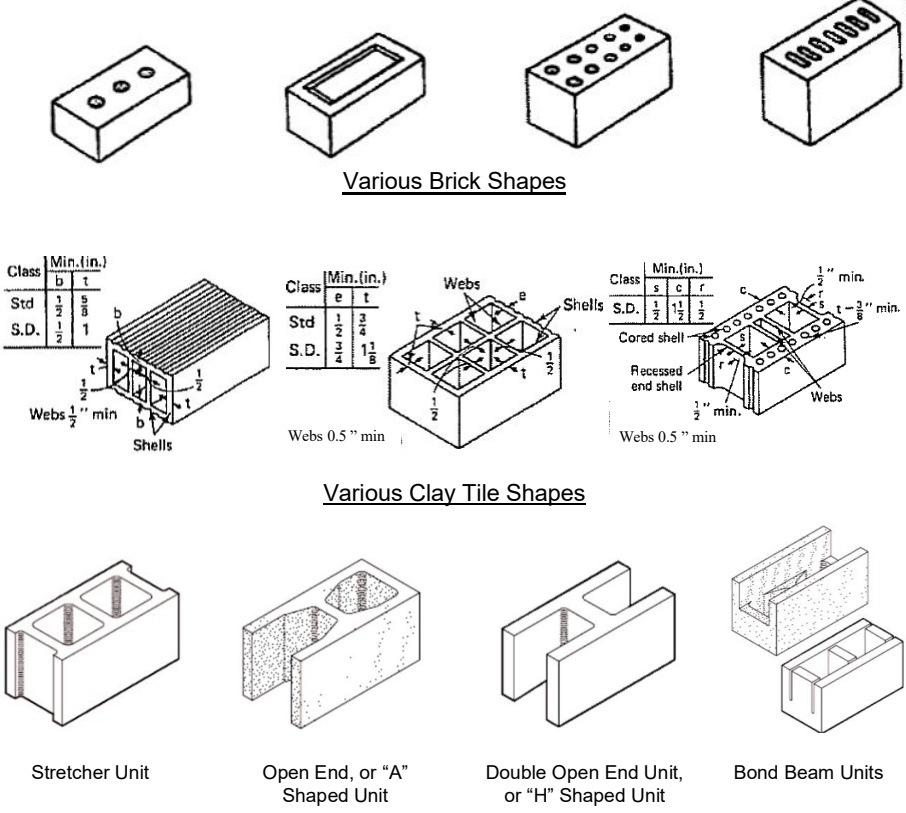 Various Brick Shapes
Class Min.(in.)
b t
Std 1/2 5/8
S.D. 1/2 1
b
t
1/2
1/2
t
b
Webs 1/2" min
Shells
Class Min.(in.)
e t
Std 1/2 3/4
S.D. 3/4 1 1/8
Webs
e
Shells
t
1/2
t
1/2
Webs 0.5 ” min
Class Min.(in.)
s c r
S.D. 1/2 1 1/2 1/2
1/2" min.
c
r
s
t - 3/8" min.
Cored shell
s
Recessed
end shell
r
c
1/2" min.
Webs
Webs 0.5 ” min
Various Clay Tile Shapes
Stretcher Unit
Open End, or “A”
Shaped Unit
Double Open End Unit,
or “H” Shaped Unit
Bond Beam Units